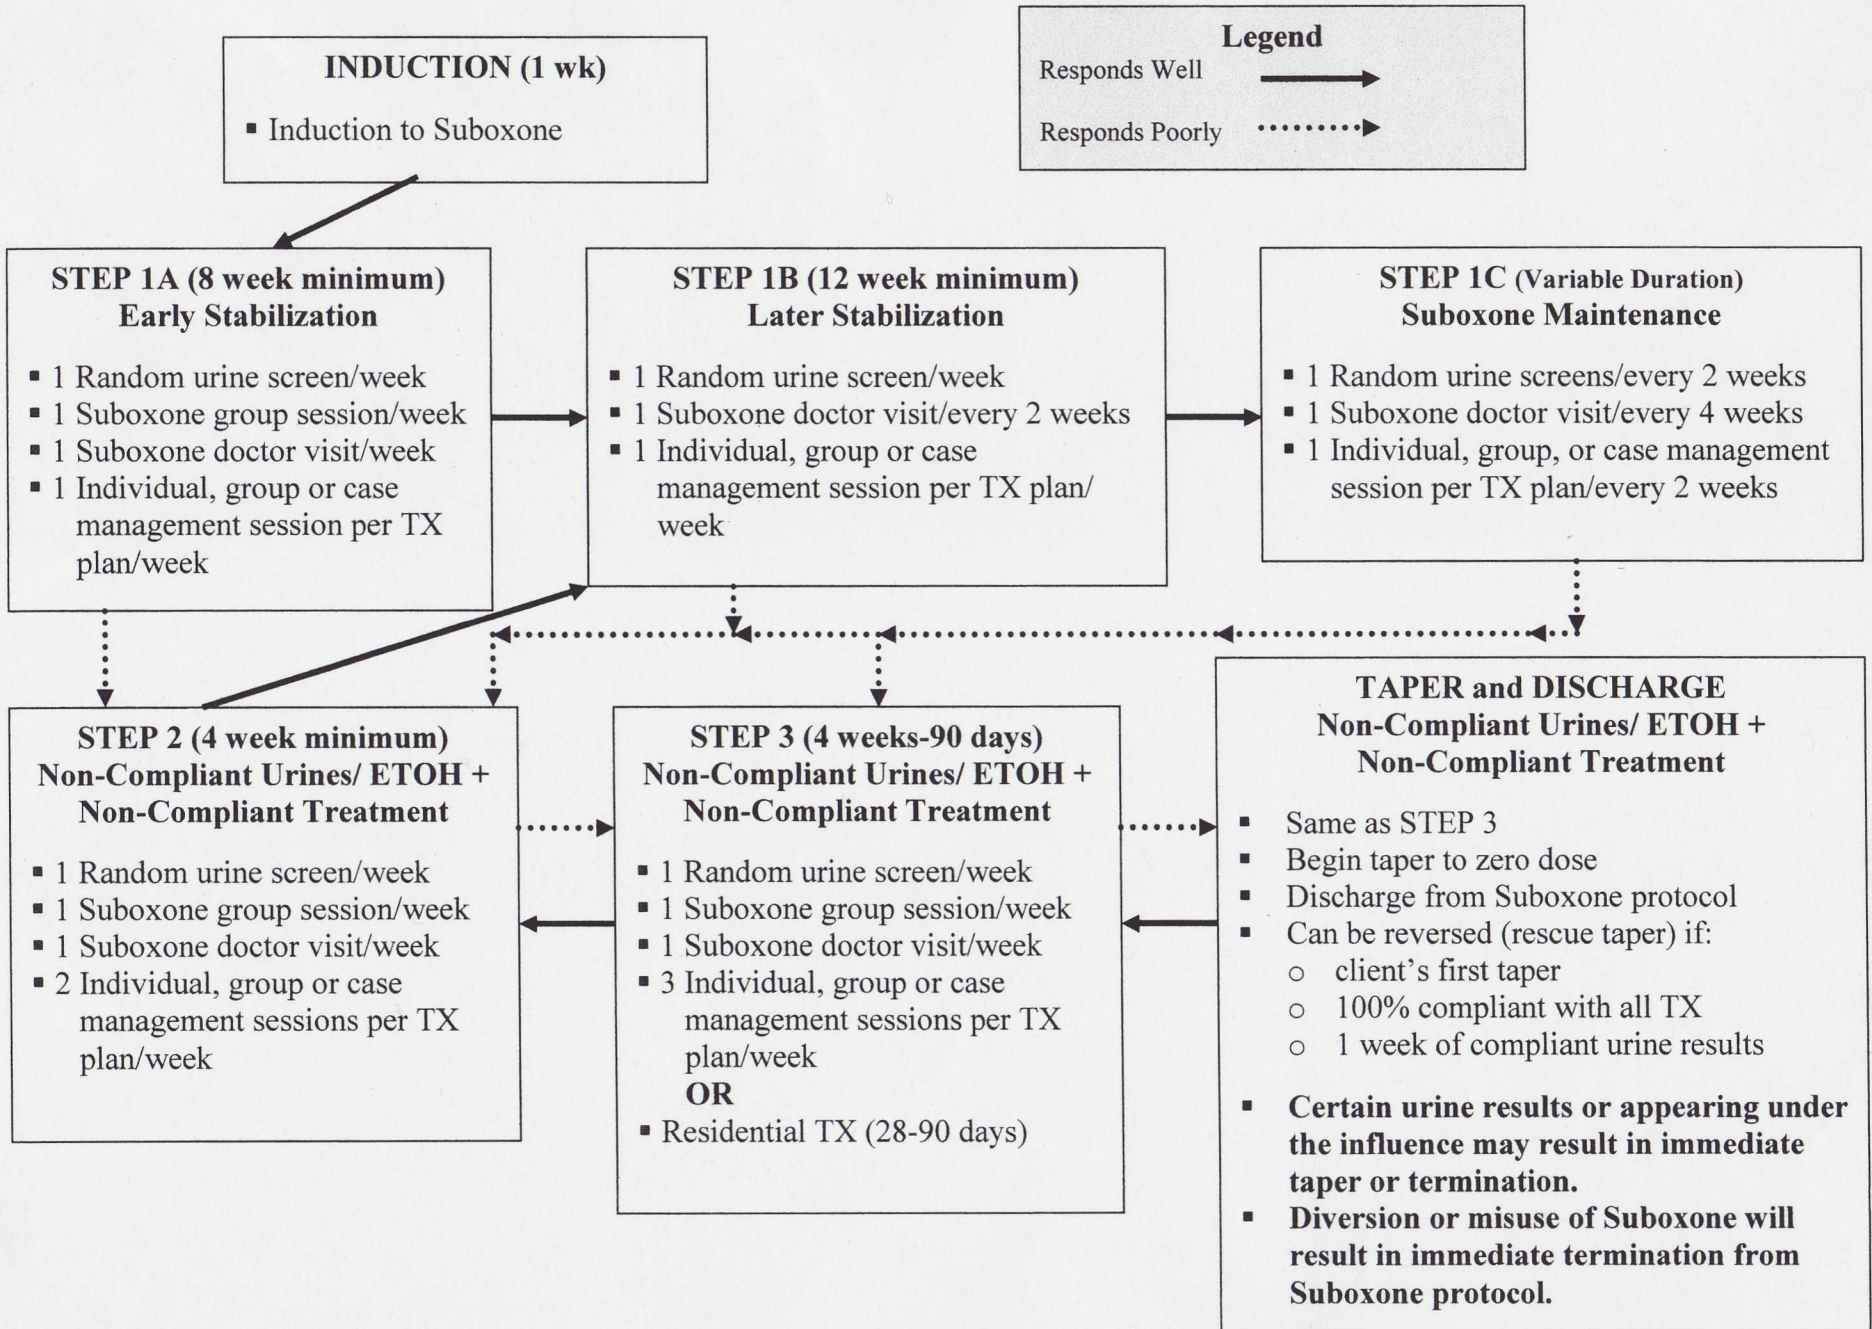 INDUCTION (1 wk)
▪ Induction to Suboxone
Legend
Responds Well
Responds Poorly
STEP 1A (8 week minimum)
Early Stabilization
▪ 1 Random urine screen/week
▪ 1 Suboxone group session/week
▪ 1 Suboxone doctor visit/week
▪ 1 Individual, group or case
management session per TX
plan/week
STEP 1B (12 week minimum)
Later Stabilization
▪ 1 Random urine screen/week
▪ 1 Suboxone doctor visit/every 2 weeks
▪ 1 Individual, group or case
management session per TX plan/
week
STEP 1C (Variable Duration)
Suboxone Maintenance
▪ 1 Random urine screens/every 2 weeks
▪ 1 Suboxone doctor visit/every 4 weeks
▪ 1 Individual, group, or case management
session per TX plan/every 2 weeks
STEP 2 (4 week minimum)
Non-Compliant Urines/ ETOH +
Non-Compliant Treatment
▪ 1 Random urine screen/week
▪ 1 Suboxone group session/week
▪ 1 Suboxone doctor visit/week
▪ 2 Individual, group or case
management sessions per TX
plan/week
STEP 3 (4 weeks-90 days)
Non-Compliant Urines/ ETOH +
Non-Compliant Treatment
▪ 1 Random urine screen/week
▪ 1 Suboxone group session/week
▪ 1 Suboxone doctor visit/week
▪ 3 Individual, group or case
management sessions per TX
plan/week
OR
▪ Residential TX (28-90 days)
TAPER and DISCHARGE
Non-Compliant Urines/ ETOH +
Non-Compliant Treatment
▪ Same as STEP 3
▪ Begin taper to zero dose
▪ Discharge from Suboxone protocol
▪ Can be reversed (rescue taper) if:
o client's first taper
o 100% compliant with all TX
o 1 week of compliant urine results
▪ Certain urine results or appearing under
the influence may result in immediate
taper or termination.
▪ Diversion or misuse of Suboxone will
result in immediate termination from
Suboxone protocol.